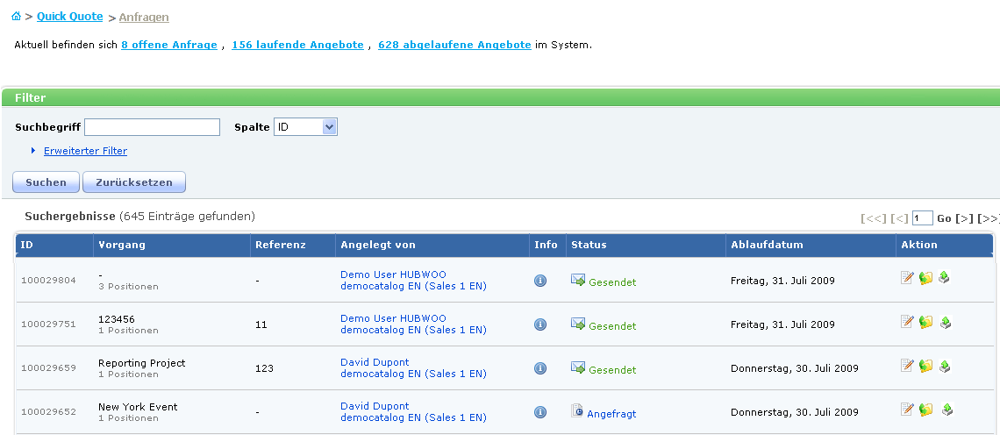 > Quick Quote > Anfragen
Aktuell befinden sich 8 offene Anfrage , 156 laufende Angebote , 628 abgelaufene Angebote im System.
Filter
Suchbegriff Spalte ID
Erweiterter Filter
Suchen Zurücksetzen
Suchergebnisse (645 Einträge gefunden) [<<] [<] 1 Go [>] [>>]
ID Vorgang Referenz Angelegt von Info Status Ablaufdatum Aktion
100029804 - 3 Positionen - Demo User HUBWOO democatalog EN (Sales 1 EN) Gesendet Freitag, 31. Juli 2009
100029751 123456 1 Positionen 11 Demo User HUBWOO democatalog EN (Sales 1 EN) Gesendet Freitag, 31. Juli 2009
100029659 Reporting Project 1 Positionen 123 David Dupont democatalog EN (Sales 1 EN) Gesendet Donnerstag, 30. Juli 2009
100029652 New York Event 1 Positionen - David Dupont democatalog EN (Sales 1 EN) Angefragt Donnerstag, 30. Juli 2009